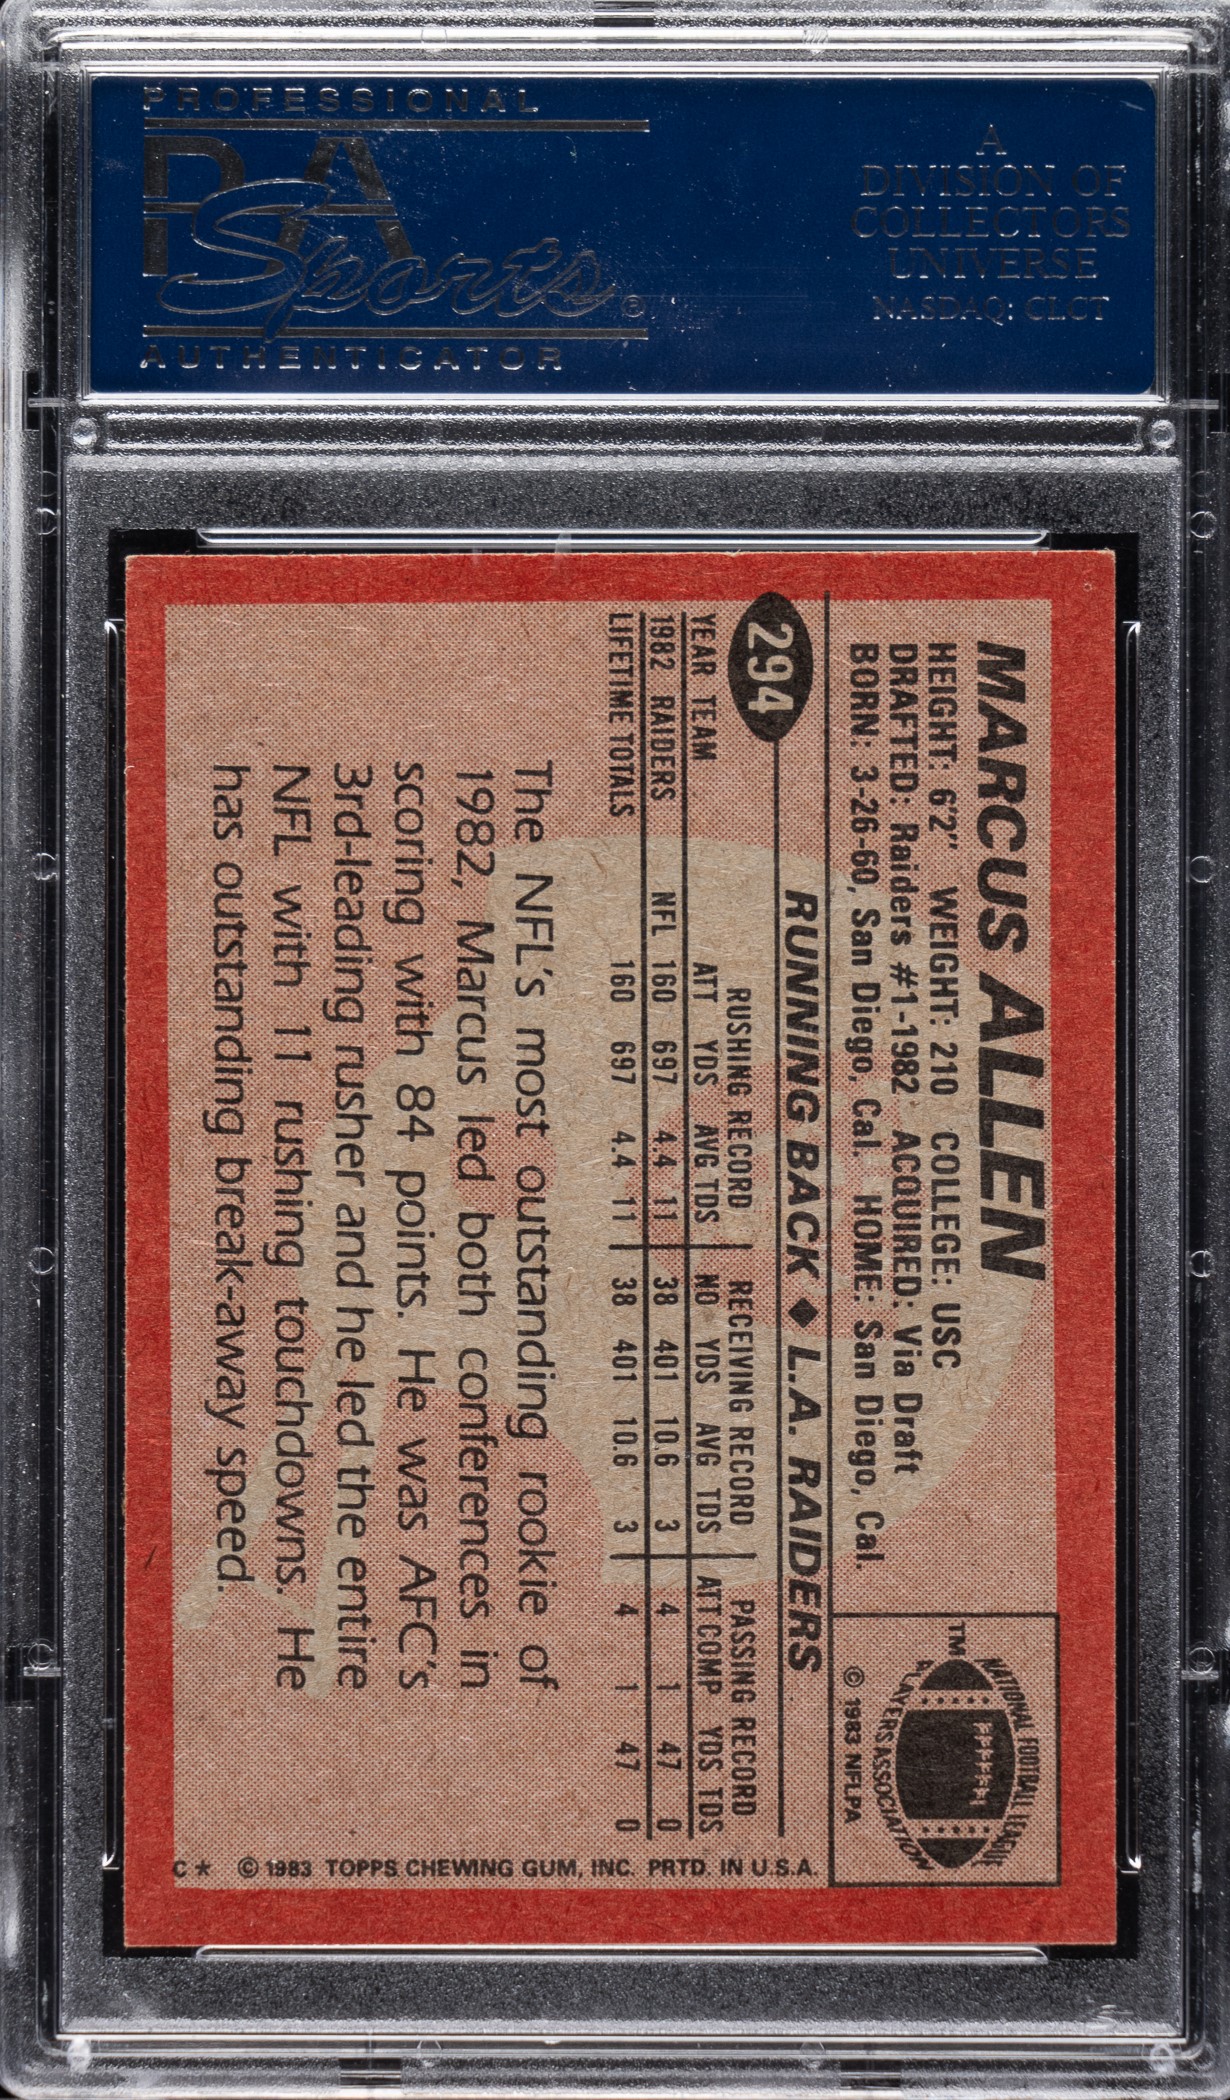 PROFESSIONAL
PSA
Sports®
AUTHENTICATOR
A
DIVISION OF
COLLECTORS
UNIVERSE
NASDAQ: CLCT
MARCUS ALLEN
HEIGHT: 6'2" WEIGHT: 210 COLLEGE: USC
DRAFTED: Raiders #1-1982 ACQUIRED: Via Draft
BORN: 3-26-60, San Diego, Cal. HOME: San Diego, Cal.
NATIONAL FOOTBALL LEAGUE
PLAYERS ASSOCIATION
TM
© 1983 NFLPA
294
RUNNING BACK ◆ L.A. RAIDERS
RUSHING RECORD RECEIVING RECORD PASSING RECORD
YEAR TEAM ATT YDS AVG TDS NO YDS AVG TDS ATT COMP YDS TDS
1982 RAIDERS NFL 160 697 4.4 11 38 401 10.6 3 4 1 47 0
LIFETIME TOTALS 160 697 4.4 11 38 401 10.6 3 4 1 47 0
The NFL's most outstanding rookie of
1982, Marcus led both conferences in
scoring with 84 points. He was AFC's
3rd-leading rusher and he led the entire
NFL with 11 rushing touchdowns. He
has outstanding break-away speed.
C * © 1983 TOPPS CHEWING GUM, INC. PRTD. IN U.S.A.